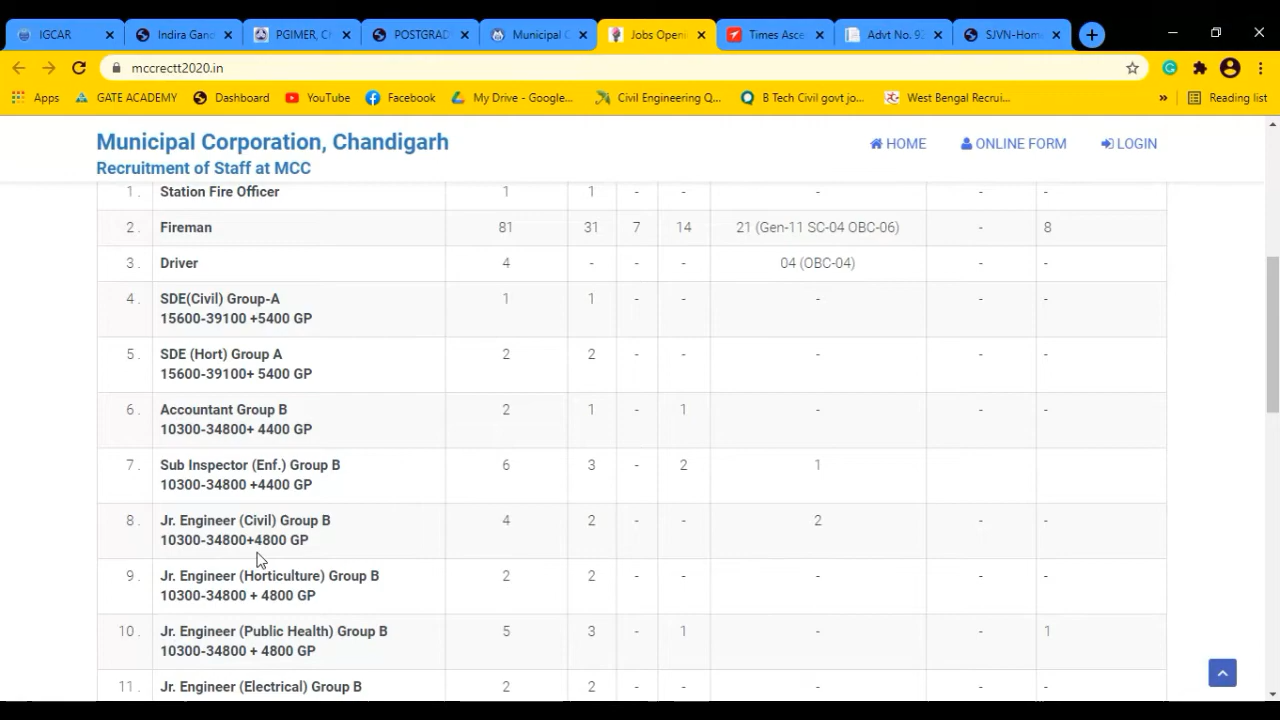 IGCAR
Indira Gand
PGIMER, C
POSTGRAD
Municipal C
Jobs Openi
Times Asce
Advt No. 9
SJVN-Home
mccrectt2020.in
Apps
GATE ACADEMY
Dashboard
YouTube
Facebook
My Drive - Google...
Civil Engineering Q...
B Tech Civil govt jo...
West Bengal Recrui...
»
Reading list
Municipal Corporation, Chandigarh
Recruitment of Staff at MCC
HOME
ONLINE FORM
LOGIN
1. Station Fire Officer 1 1 - - - - -
2. Fireman 81 31 7 14 21 (Gen-11 SC-04 OBC-06) - 8
3. Driver 4 - - - 04 (OBC-04) - -
4. SDE(Civil) Group-A 1 1 - - - - -
15600-39100 +5400 GP
5. SDE (Hort) Group A 2 2 - - - - -
15600-39100+ 5400 GP
6. Accountant Group B 2 1 - 1 - - -
10300-34800+ 4400 GP
7. Sub Inspector (Enf.) Group B 6 3 - 2 1
10300-34800 +4400 GP
8. Jr. Engineer (Civil) Group B 4 2 - - 2 - -
10300-34800+4800 GP
9. Jr. Engineer (Horticulture) Group B 2 2 - - - - -
10300-34800 + 4800 GP
10. Jr. Engineer (Public Health) Group B 5 3 - 1 - - 1
10300-34800 + 4800 GP
11. Jr. Engineer (Electrical) Group B 2 2 - - - - -